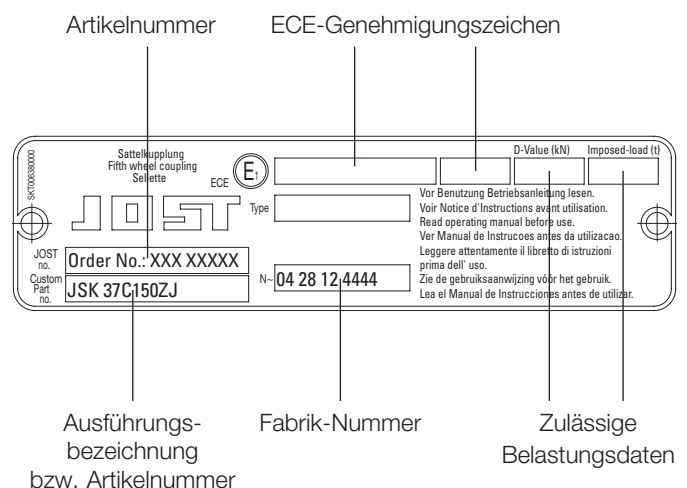 Artikelnummer
ECE-Genehmigungszeichen
SKT006380000
Sattelkupplung
Fifth wheel coupling
Sellette
ECE
E1
D-Value (kN)
Imposed-load (t)
JOST
Type
Vor Benutzung Betriebsanleitung lesen.
Voir Notice d'Instructions avant utilisation.
Read operating manual before use.
Ver Manual de Instrucoes antes da utilizacao.
Leggere attentamente il libretto di istruzioni
prima dell' uso.
Zie de gebruiksaanwijzing vóór het gebruik.
Lea el Manual de Instrucciones antes de utilizar.
JOST
no.
Order No.: XXX XXXXX
Custom
Part
no.
JSK 37C150ZJ
N~
04 28 12 4444
Ausführungs-
bezeichnung
bzw. Artikelnummer
Fabrik-Nummer
Zulässige
Belastungsdaten